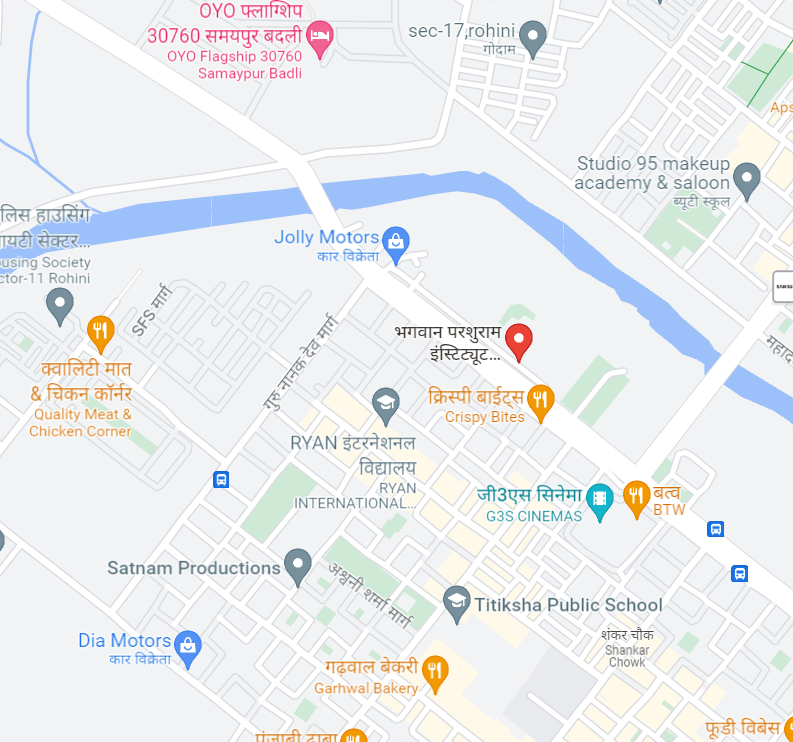 OYO फ्लाग्शिप
30760 समयपुर बदली
OYO Flagship 30760
Samaypur Badli
sec-17,rohini
गोदाम
Aps
Studio 95 makeup
academy & saloon
ब्यूटी स्कूल
लिस हाउसिंग
ायटी सेक्टर...
using Society
ctor-11 Rohini
Jolly Motors
कार विक्रेता
SFS मार्ग
गुरु नानक देव मार्ग
भगवान परशुराम
इंस्टिट्यूट...
महाद
क्वालिटी मात
& चिकन कॉर्नर
Quality Meat &
Chicken Corner
क्रिस्पी बाईट्स
Crispy Bites
RYAN इंटरनेशनल
विद्यालय
RYAN
INTERNATIONAL...
जी3एस सिनेमा
G3S CINEMAS
बत्व
BTW
Satnam Productions
अश्वनी शर्मा मार्ग
Titiksha Public School
शंकर चौक
Shankar
Chowk
Dia Motors
कार विक्रेता
गढ़वाल बेकरी
Garhwal Bakery
पंजाबी ढाबा
फूडी विबेस